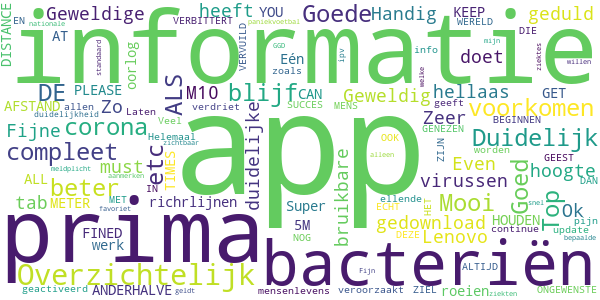 informatie
app
prima
bacteriën
Geweldige
VERBITTERT
heeft
YOU
Goede
Handig
KEEP
EN
nationale
AT
oorlog
paniekvoetbal
WERELD
geduld
DISTANCE
DE
PLEASE
standaard
VERVUILD
GGD
zoals
Eén
ipv
info
welke
doet
DIE
ziektes
mijn
willen
AFSTAND
allen
Zo
ALS
M10
blijf
CAN
Geweldig
hellaas
GET
voorkomen
duidelijkheid
Laten
verdriet
SUCCES
MENS
geeft
BEGINNEN
Fijne
corona
Veel
duidelijke
Zeer
Duidelijk
Helemaal
zichtbaar
OOK
GENEZEN
ZIJN
worden
compleet
etc
TIMES
bruikbare
alleen
Even
GEEST
hoogte
ALL
meldplicht
must
IN
virussen
Goed
DAN
tab
beter
METER
MET
aanmerken
favoriet
richrlijnen
ellende
ECHT
HET
Mooi
HOUDEN
Top
Ok
snel
FINED
werk
Super
5M
NOG
gedownload
DEZE
Lenovo
continue
update
pijn
bepaalde
Overzichtelijk
Fijn
ALTIJD
geactiveerd
ANDERHALVE
geldt
mensenlevens
veroorzaakt
ZIEL
roeien
ziekten
ONGEWENSTE